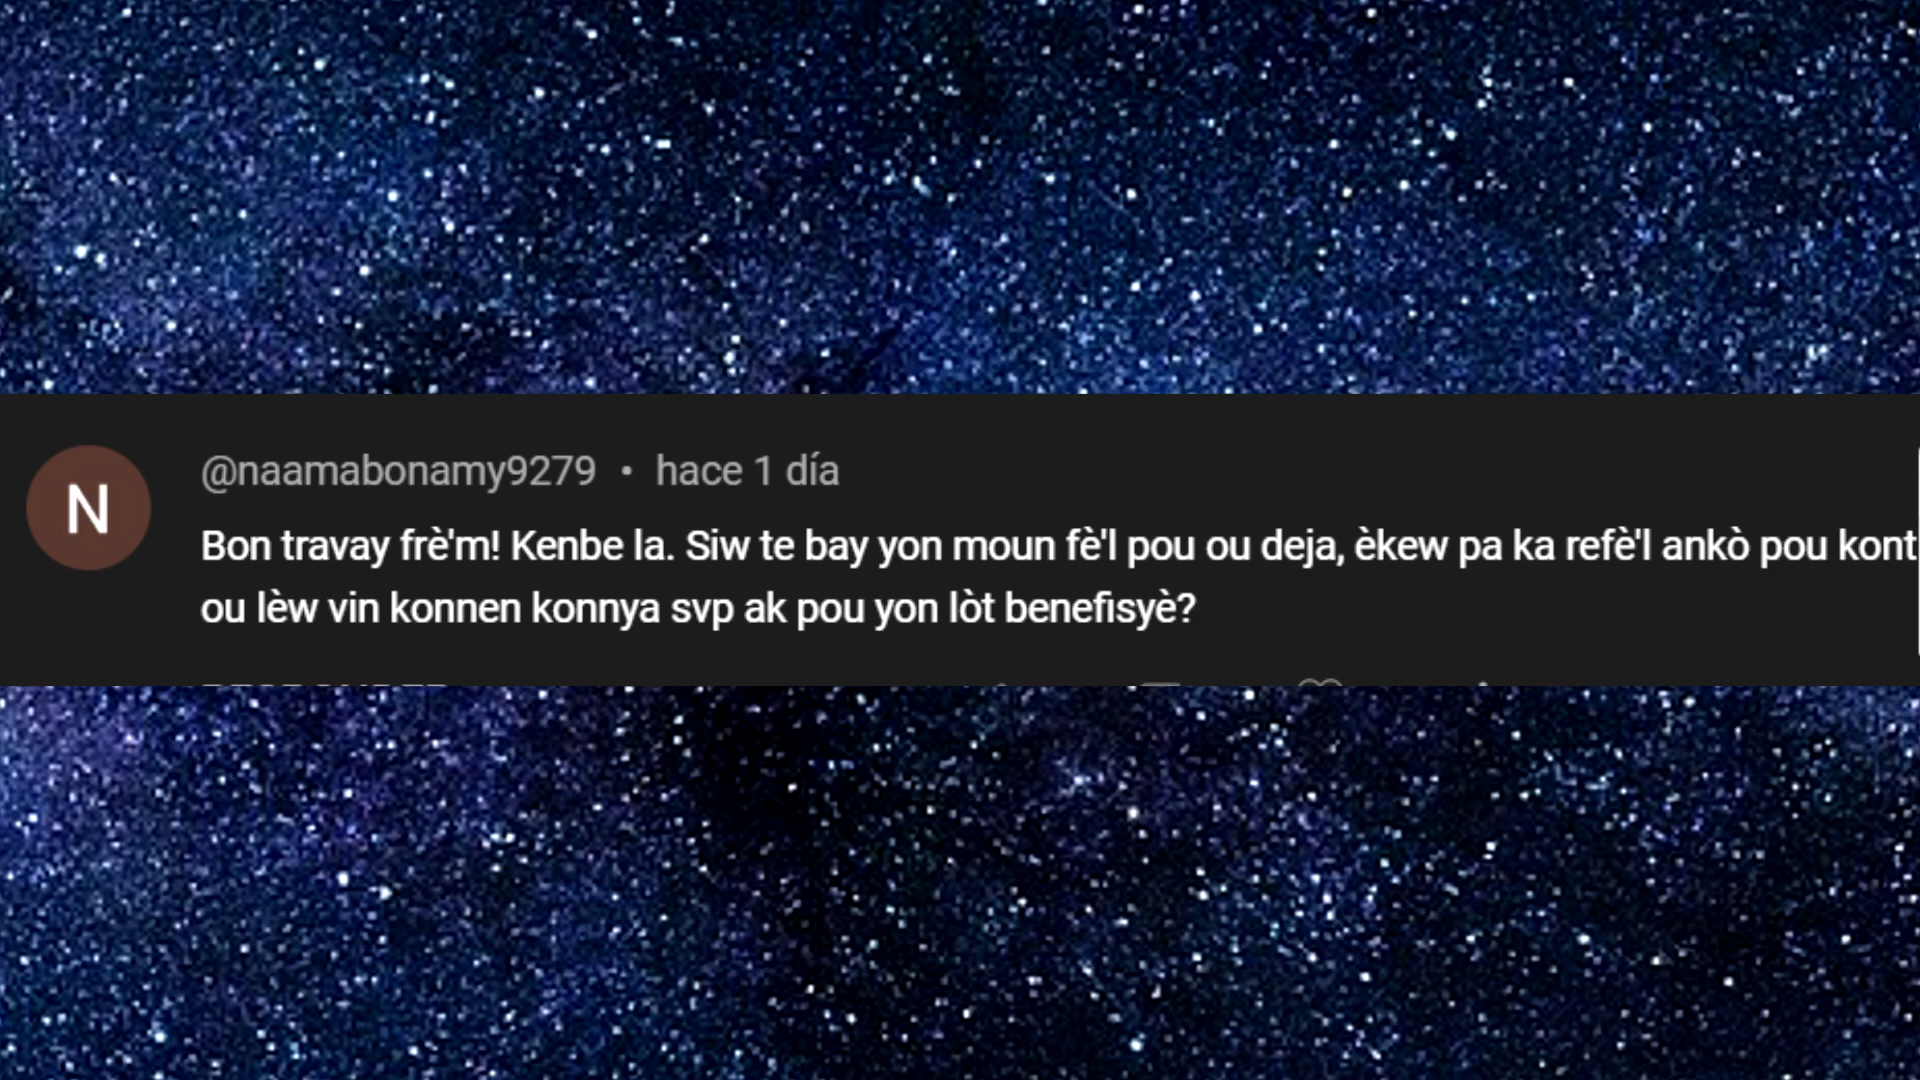 N
@naamabonamy9279 • hace 1 día
Bon travay frè'm! Kenbe la. Siw te bay yon moun fè'l pou ou deja, èkew pa ka refè'l ankò pou kont
ou lèw vin konnen konnya svp ak pou yon lòt benefisyè?